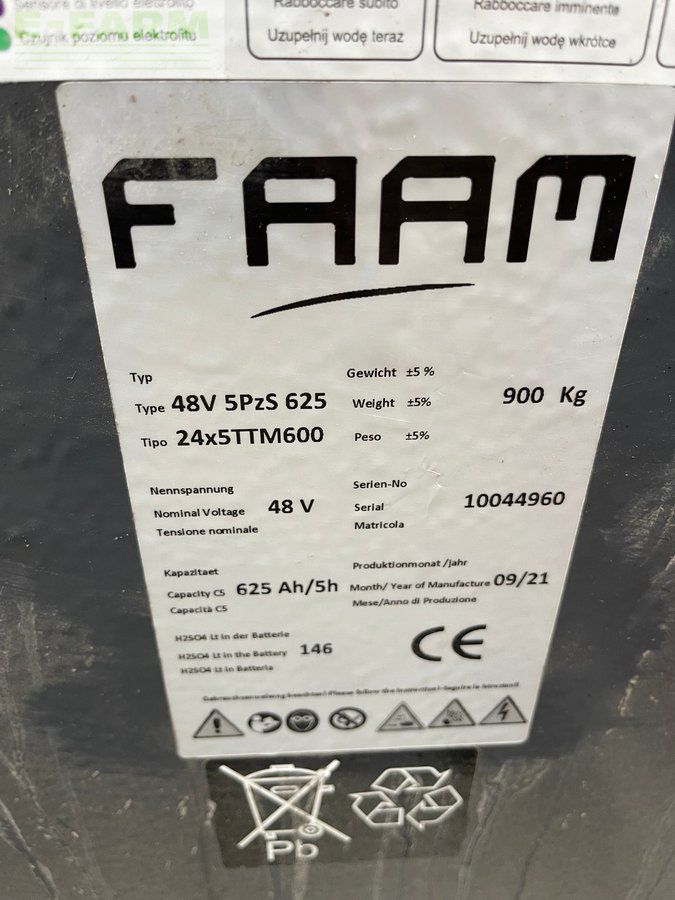 Sensore di livello elettrolito
Czujnik poziomu elektrolitu
E-FARM
Rabboccare subito
Uzupełnij wodę teraz
Rabboccare imminente
Uzupełnij wodę wkrótce
FAAM
Typ
Type 48V 5PzS 625
Tipo 24x5TTM600
Gewicht ±5 %
Weight ±5% 900 Kg
Peso ±5%
Nennspannung
Nominal Voltage 48 V
Tensione nominale
Serien-No
Serial 10044960
Matricola
Kapazitaet
Capacity C5 625 Ah/5h
Capacità C5
Produktionmonat /jahr
Month/ Year of Manufacture 09/21
Mese/Anno di Produzione
H2SO4 Lt in der Batterie
H2SO4 Lt in the Battery 146
H2SO4 Lt in Batteria
CE
Pb